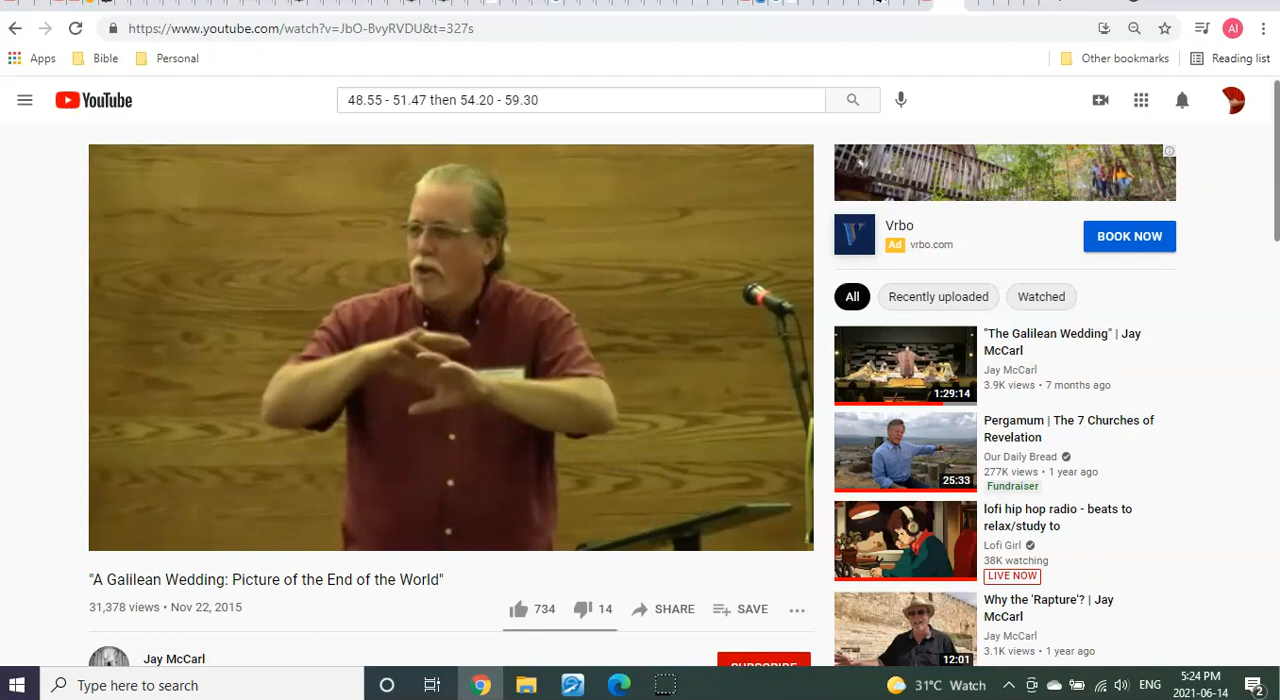 https://www.youtube.com/watch?v=JbO-BvyRVDU&t=327s
AI
Apps
Bible
Personal
Other bookmarks
Reading list
YouTube
48.55 - 51.47 then 54.20 - 59.30
Vrbo
Ad vrbo.com
BOOK NOW
All
Recently uploaded
Watched
"The Galilean Wedding" | Jay
McCarl
Jay McCarl
3.9K views • 7 months ago
1:29:14
Pergamum | The 7 Churches of
Revelation
Our Daily Bread
277K views • 1 year ago
Fundraiser
25:33
lofi hip hop radio - beats to
relax/study to
Lofi Girl
38K watching
LIVE NOW
Why the 'Rapture'? | Jay
McCarl
Jay McCarl
3.1K views • 1 year ago
12:01
"A Galilean Wedding: Picture of the End of the World"
31,378 views • Nov 22, 2015
734
14
SHARE
SAVE
Jay McCarl
SUBSCRIBE
Type here to search
31°C Watch
ENG
5:24 PM
2021-06-14
2